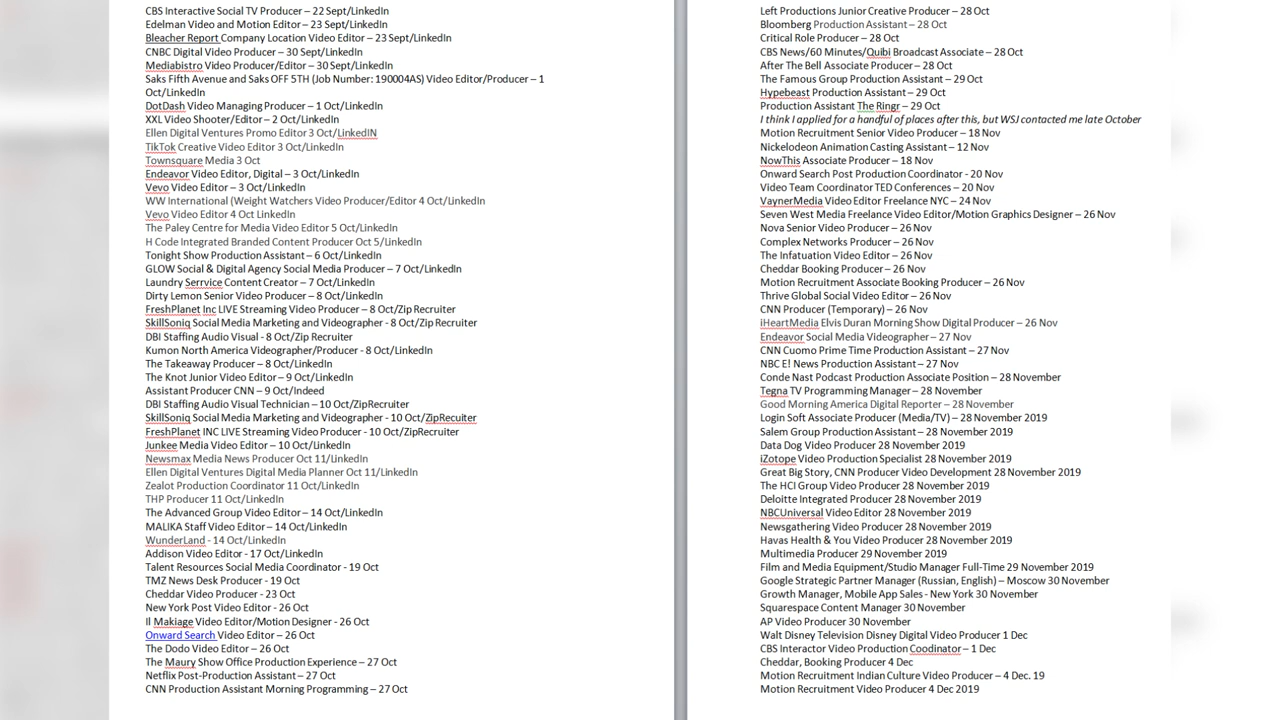 CBS Interactive Social TV Producer – 22 Sept/LinkedIn
Edelman Video and Motion Editor – 23 Sept/LinkedIn
Bleacher Report Company Location Video Editor – 23 Sept/LinkedIn
CNBC Digital Video Producer – 30 Sept/LinkedIn
Mediabistro Video Producer/Editor – 30 Sept/LinkedIn
Saks Fifth Avenue and Saks OFF 5TH (Job Number: 190004AS) Video Editor/Producer – 1
Oct/LinkedIn
DotDash Video Managing Producer – 1 Oct/LinkedIn
XXL Video Shooter/Editor – 2 Oct/LinkedIn
Ellen Digital Ventures Promo Editor 3 Oct/LinkedIN
TikTok Creative Video Editor 3 Oct/LinkedIn
Townsquare Media 3 Oct
Endeavor Video Editor, Digital – 3 Oct/LinkedIn
Vevo Video Editor – 3 Oct/LinkedIn
WW International (Weight Watchers Video Producer/Editor 4 Oct/LinkedIn
Vevo Video Editor 4 Oct LinkedIn
The Paley Centre for Media Video Editor 5 Oct/LinkedIn
H Code Integrated Branded Content Producer Oct 5/LinkedIn
Tonight Show Production Assistant – 6 Oct/LinkedIn
GLOW Social & Digital Agency Social Media Producer – 7 Oct/LinkedIn
Laundry Serrvice Content Creator – 7 Oct/LinkedIn
Dirty Lemon Senior Video Producer – 8 Oct/LinkedIn
FreshPlanet Inc LIVE Streaming Video Producer – 8 Oct/Zip Recruiter
SkillSoniq Social Media Marketing and Videographer - 8 Oct/Zip Recruiter
DBI Staffing Audio Visual - 8 Oct/Zip Recruiter
Kumon North America Videographer/Producer - 8 Oct/LinkedIn
The Takeaway Producer – 8 Oct/LinkedIn
The Knot Junior Video Editor – 9 Oct/LinkedIn
Assistant Producer CNN – 9 Oct/Indeed
DBI Staffing Audio Visual Technician – 10 Oct/ZipRecruiter
SkillSoniq Social Media Marketing and Videographer - 10 Oct/ZipRecuiter
FreshPlanet INC LIVE Streaming Video Producer - 10 Oct/ZipRecruiter
Junkee Media Video Editor – 10 Oct/LinkedIn
Newsmax Media News Producer Oct 11/LinkedIn
Ellen Digital Ventures Digital Media Planner Oct 11/LinkedIn
Zealot Production Coordinator 11 Oct/LinkedIn
THP Producer 11 Oct/LinkedIn
The Advanced Group Video Editor – 14 Oct/LinkedIn
MALIKA Staff Video Editor – 14 Oct/LinkedIn
WunderLand - 14 Oct/LinkedIn
Addison Video Editor - 17 Oct/LinkedIn
Talent Resources Social Media Coordinator - 19 Oct
TMZ News Desk Producer - 19 Oct
Cheddar Video Producer - 23 Oct
New York Post Video Editor - 26 Oct
Il Makiage Video Editor/Motion Designer - 26 Oct
Onward Search Video Editor – 26 Oct
The Dodo Video Editor – 26 Oct
The Maury Show Office Production Experience – 27 Oct
Netflix Post-Production Assistant – 27 Oct
CNN Production Assistant Morning Programming – 27 Oct
Left Productions Junior Creative Producer – 28 Oct
Bloomberg Production Assistant – 28 Oct
Critical Role Producer – 28 Oct
CBS News/60 Minutes/Quibi Broadcast Associate – 28 Oct
After The Bell Associate Producer – 28 Oct
The Famous Group Production Assistant – 29 Oct
Hypebeast Production Assistant – 29 Oct
Production Assistant The Ringr – 29 Oct
I think I applied for a handful of places after this, but WSJ contacted me late October
Motion Recruitment Senior Video Producer – 18 Nov
Nickelodeon Animation Casting Assistant – 12 Nov
NowThis Associate Producer – 18 Nov
Onward Search Post Production Coordinator - 20 Nov
Video Team Coordinator TED Conferences – 20 Nov
VaynerMedia Video Editor Freelance NYC – 24 Nov
Seven West Media Freelance Video Editor/Motion Graphics Designer – 26 Nov
Nova Senior Video Producer – 26 Nov
Complex Networks Producer – 26 Nov
The Infatuation Video Editor – 26 Nov
Cheddar Booking Producer – 26 Nov
Motion Recruitment Associate Booking Producer – 26 Nov
Thrive Global Social Video Editor – 26 Nov
CNN Producer (Temporary) – 26 Nov
iHeartMedia Elvis Duran Morning Show Digital Producer – 26 Nov
Endeavor Social Media Videographer – 27 Nov
CNN Cuomo Prime Time Production Assistant – 27 Nov
NBC E! News Production Assistant – 27 Nov
Conde Nast Podcast Production Associate Position – 28 November
Tegna TV Programming Manager – 28 November
Good Morning America Digital Reporter – 28 November
Login Soft Associate Producer (Media/TV) – 28 November 2019
Salem Group Production Assistant – 28 November
Data Dog Video Producer 28 November 2019
iZotope Video Production Specialist 28 November 2019
Great Big Story, CNN Producer Video Development 28 November 2019
The HCI Group Video Producer 28 November 2019
Deloitte Integrated Producer 28 November 2019
NBCUniversal Video Editor 28 November 2019
Newsgathering Video Producer 28 November 2019
Havas Health & You Video Producer 28 November 2019
Multimedia Producer 29 November 2019
Film and Media Equipment/Studio Manager Full-Time 29 November 2019
Google Strategic Partner Manager (Russian, English) – Moscow 30 November
Growth Manager, Mobile App Sales - New York 30 November
Squarespace Content Manager 30 November
AP Video Producer 30 November
Walt Disney Television Disney Digital Video Producer 1 Dec
CBS Interactor Video Production Coodinator – 1 Dec
Cheddar, Booking Producer 4 Dec
Motion Recruitment Indian Culture Video Producer – 4 Dec. 19
Motion Recruitment Video Producer 4 Dec 2019